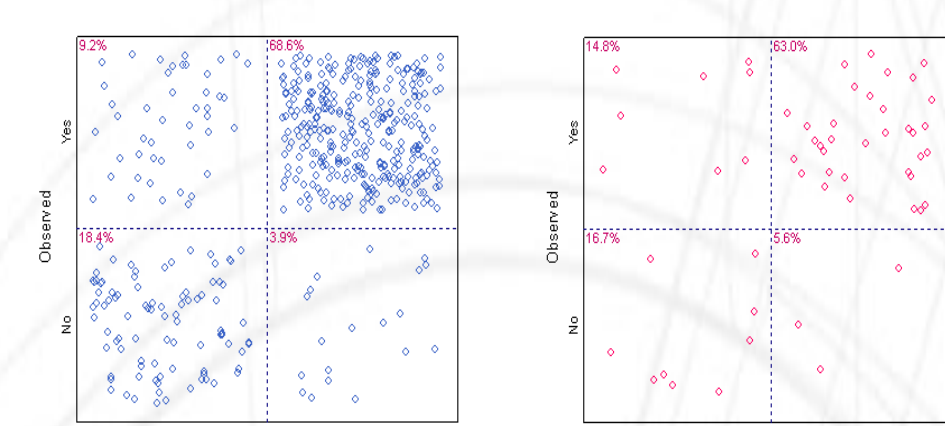 9.2%
68.6%
Yes
Observed
18.4%
3.9%
No
14.8%
63.0%
Yes
Observed
16.7%
5.6%
No